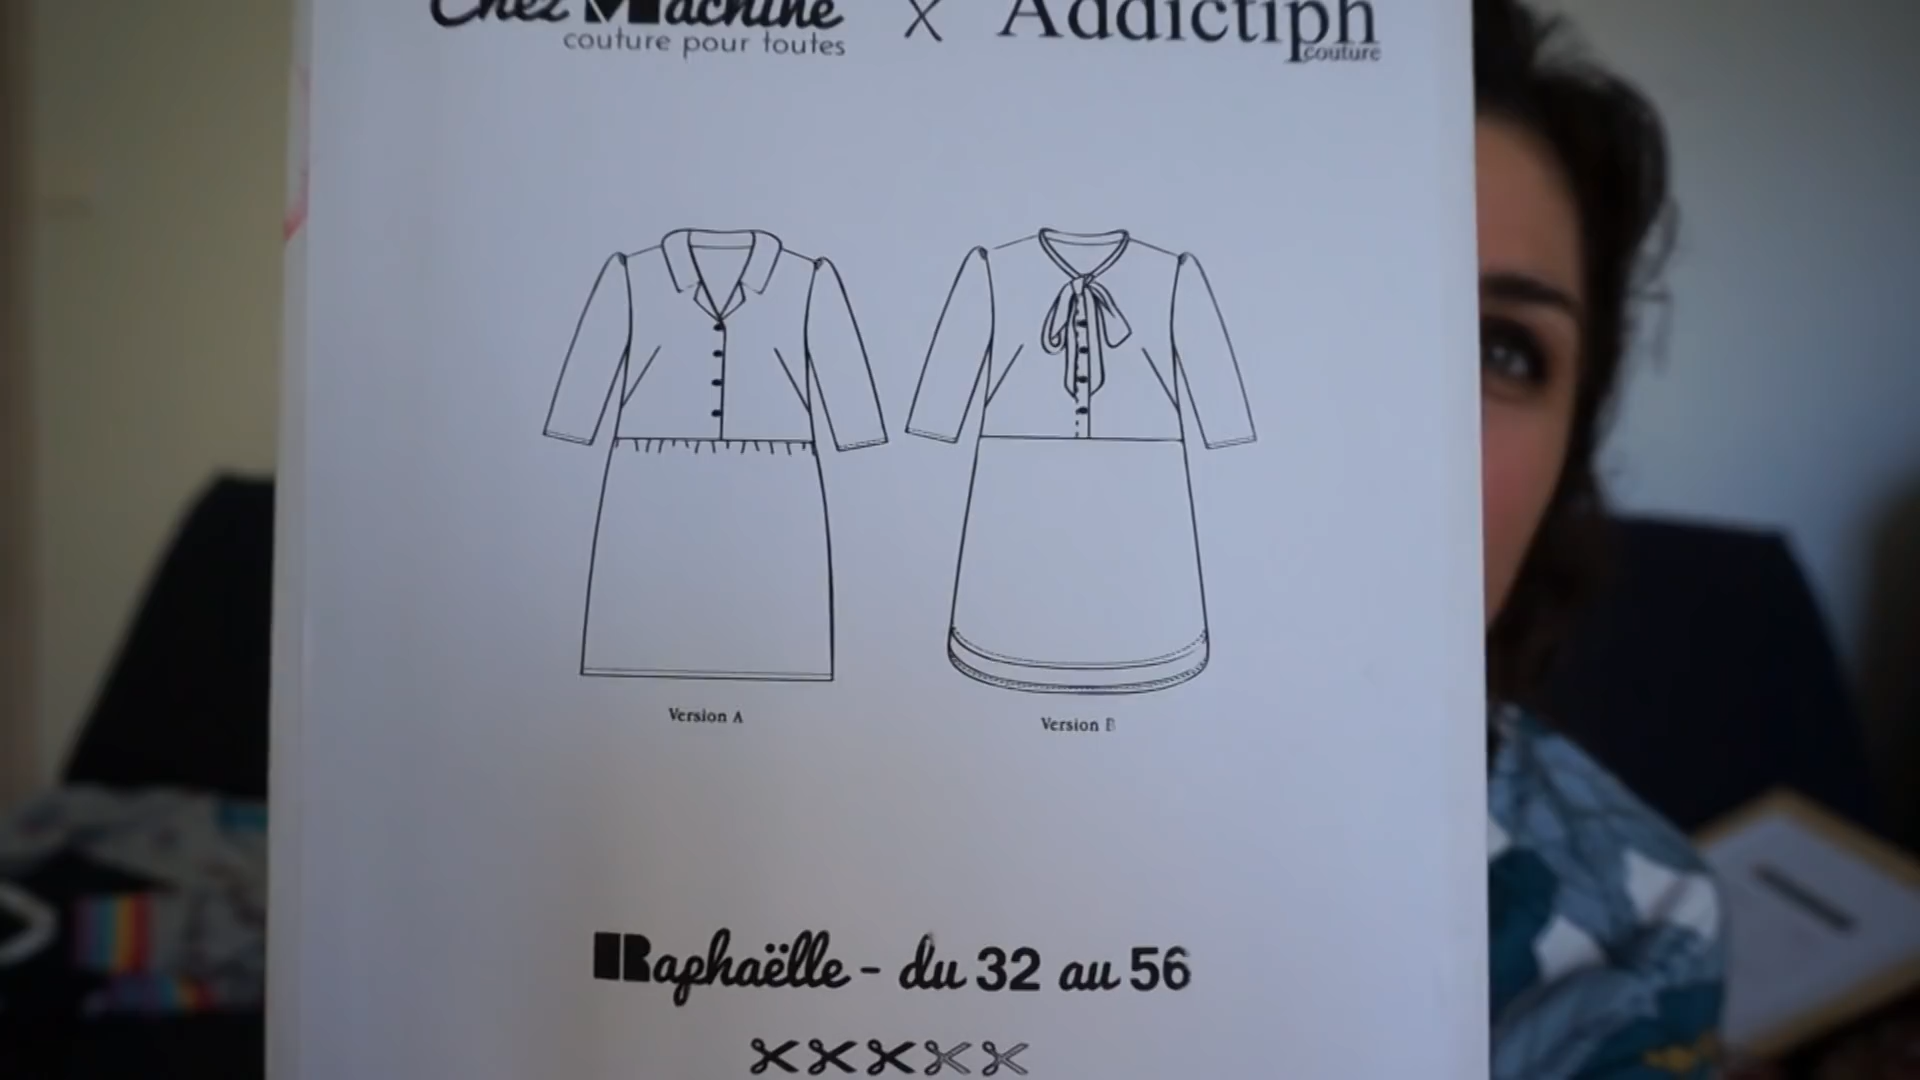 Chez Machine X Addictiph
couture pour toutes couture
Version A Version B
Raphaëlle - du 32 au 56